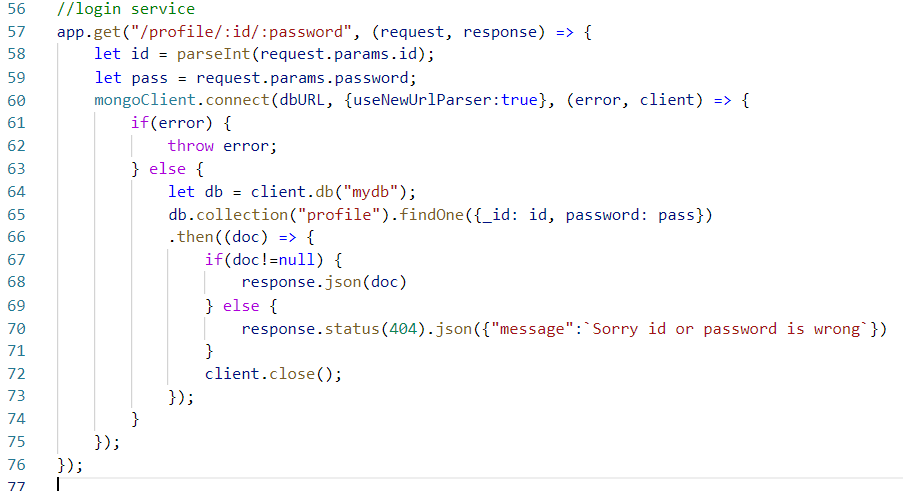 56 //login service
57 app.get("/profile/:id/:password", (request, response) => {
58     let id = parseInt(request.params.id);
59     let pass = request.params.password;
60     mongoClient.connect(dbURL, {useNewUrlParser:true}, (error, client) => {
61         if(error) {
62             throw error;
63         } else {
64             let db = client.db("mydb");
65             db.collection("profile").findOne({_id: id, password: pass})
66             .then((doc) => {
67                 if(doc!=null) {
68                     response.json(doc)
69                 } else {
70                     response.status(404).json({"message":`Sorry id or password is wrong`})
71                 }
72                 client.close();
73             });
74         }
75     });
76 });
77